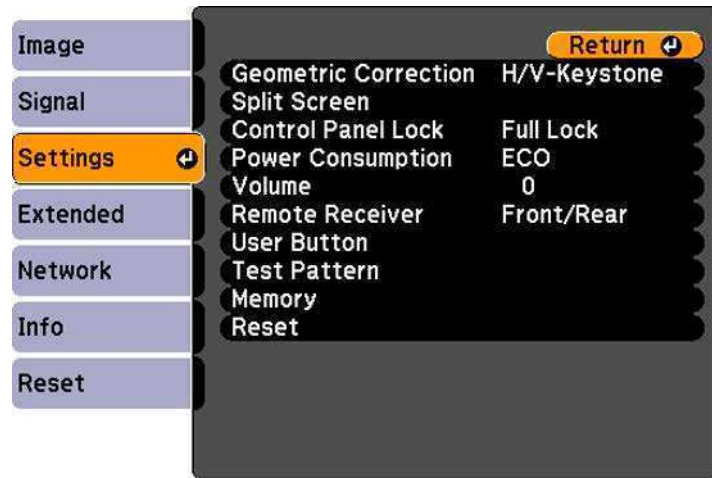 Image
Signal
Settings
Extended
Network
Info
Reset
Return
Geometric Correction H/V-Keystone
Split Screen
Control Panel Lock Full Lock
Power Consumption ECO
Volume 0
Remote Receiver Front/Rear
User Button
Test Pattern
Memory
Reset